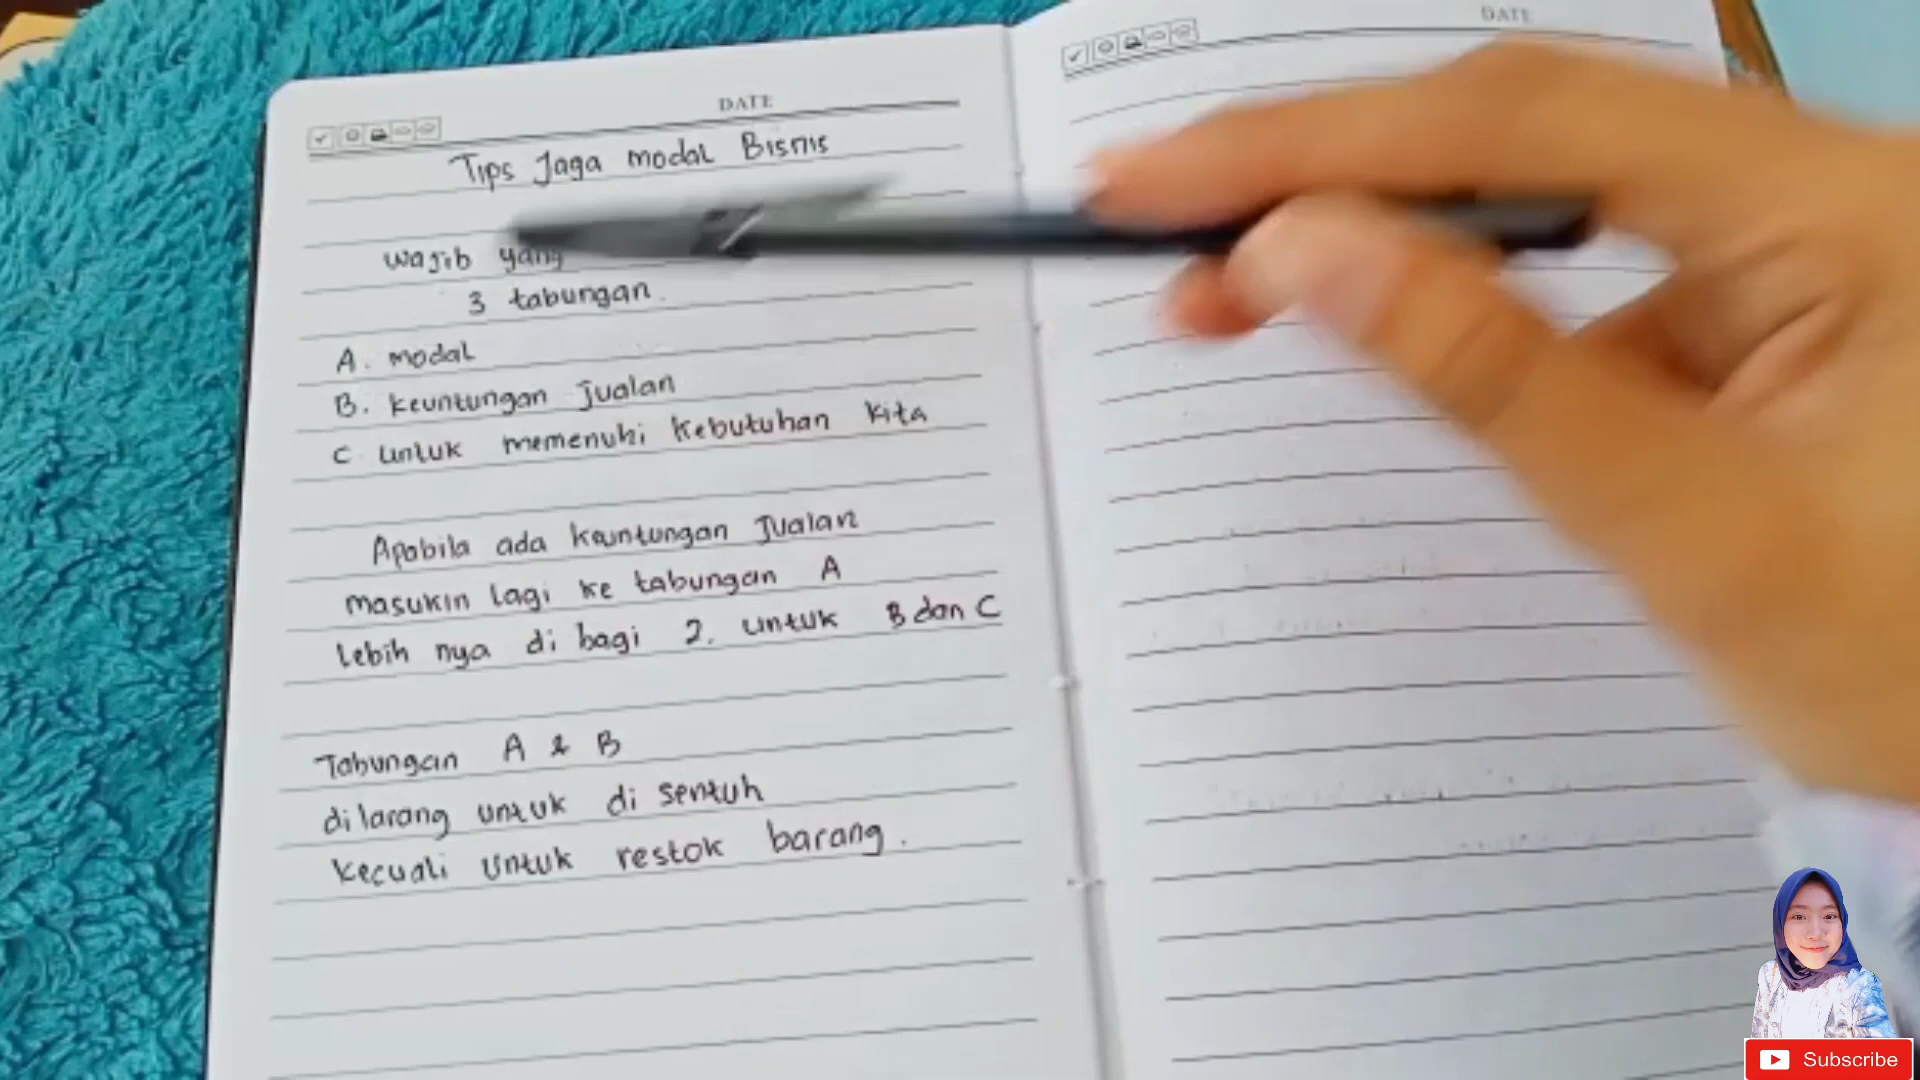 DATE
Tips Jaga modal Bisnis
wajib yang
3 tabungan.
A. modal
B. keuntungan jualan
C. untuk memenuhi kebutuhan kita
Apabila ada keuntungan jualan
masukin lagi ke tabungan A
lebih nya di bagi 2. untuk B dan C
Tabungan A & B
di larang untuk di sentuh
kecuali untuk restok barang.
DATE
Subscribe